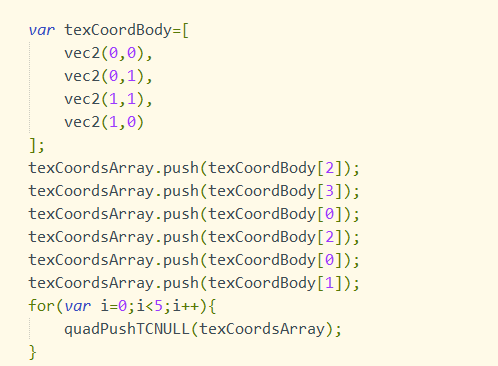 var texCoordBody=[
    vec2(0,0),
    vec2(0,1),
    vec2(1,1),
    vec2(1,0)
];
texCoordsArray.push(texCoordBody[2]);
texCoordsArray.push(texCoordBody[3]);
texCoordsArray.push(texCoordBody[0]);
texCoordsArray.push(texCoordBody[2]);
texCoordsArray.push(texCoordBody[0]);
texCoordsArray.push(texCoordBody[1]);
for(var i=0;i<5;i++){
    quadPushTCNULL(texCoordsArray);
}